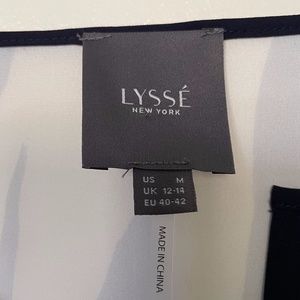 LYSSÉ
NEW YORK
US M
UK 12-14
EU 40-42
MADE IN CHINA